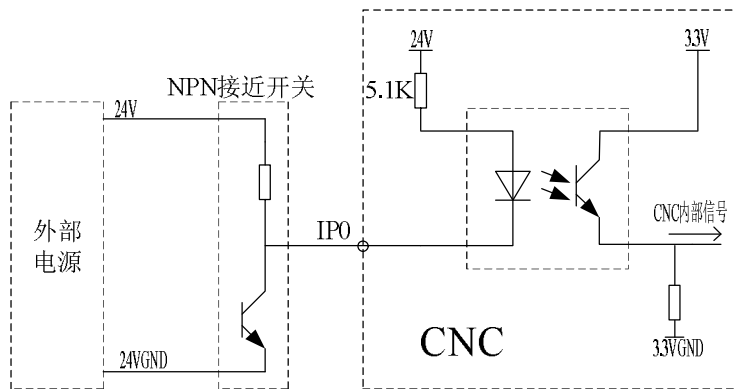 24V
3.3V
NPN接近开关
5.1K
24V
CNC内部信号
IP0
外部
电源
CNC
24VGND
3.3VGND